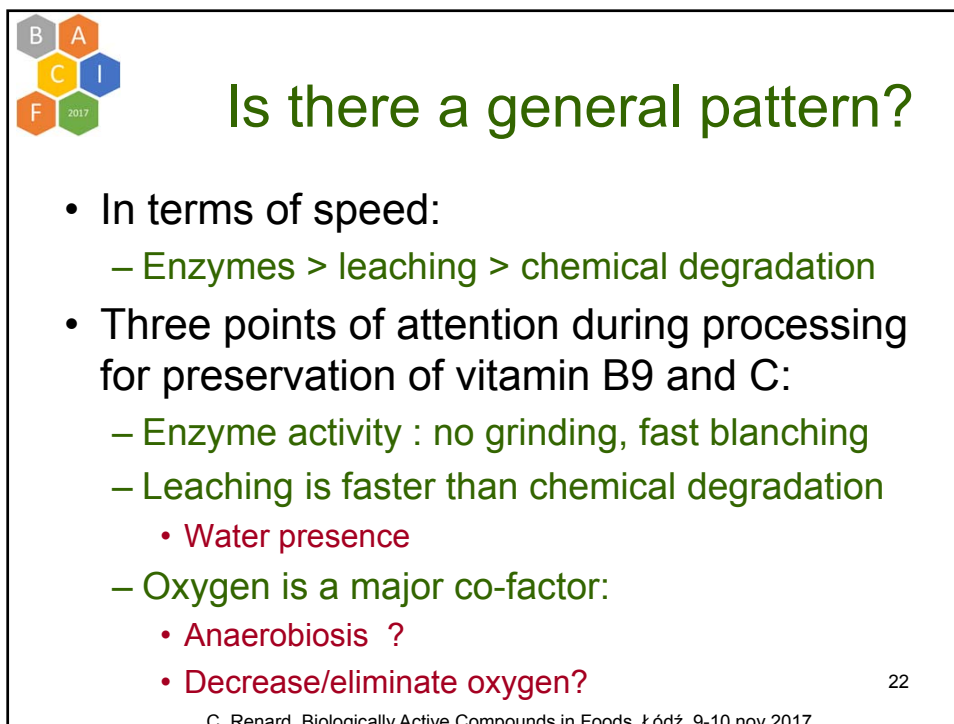 B A
C I
F 2017
Is there a general pattern?
• In terms of speed:
– Enzymes > leaching > chemical degradation
• Three points of attention during processing
for preservation of vitamin B9 and C:
– Enzyme activity : no grinding, fast blanching
– Leaching is faster than chemical degradation
• Water presence
– Oxygen is a major co-factor:
• Anaerobiosis ?
• Decrease/eliminate oxygen?
22
C. Renard, Biologically Active Compounds in Foods, Łódź, 9-10 nov 2017